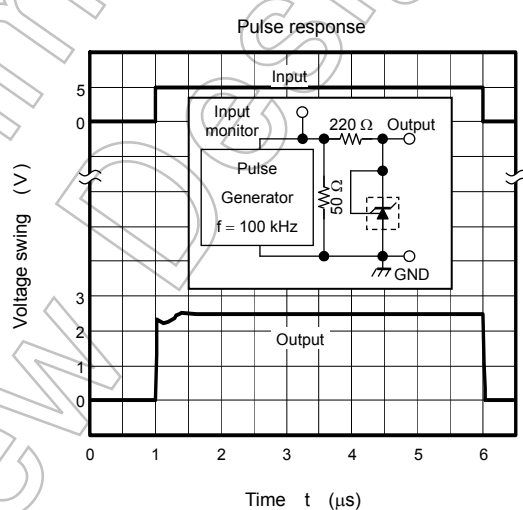 Pulse response
Input
5
0
Input
monitor
220 Ω
Output
Pulse
Generator
f = 100 kHz
50 Ω
GND
Voltage swing (V)
3
2
1
0
Output
0 1 2 3 4 5 6
Time t (μs)